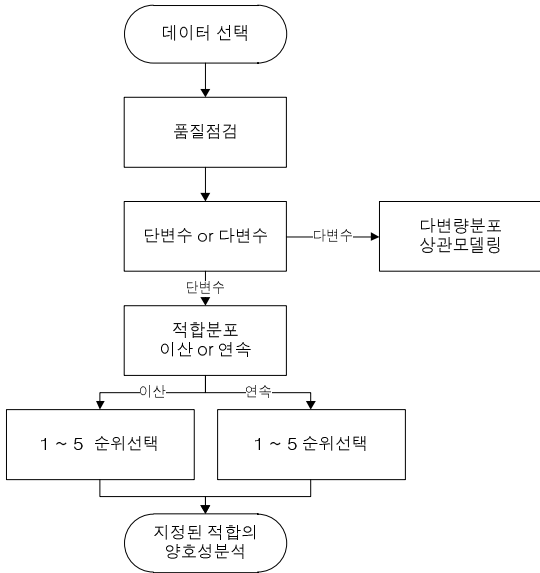 데이터 선택
품질점검
단변수 or 다변수
다변수
다변량분포
상관모델링
단변수
적합분포
이산 or 연속
이산
연속
1 ~ 5 순위선택
1 ~ 5 순위선택
지정된 적합의
양호성분석